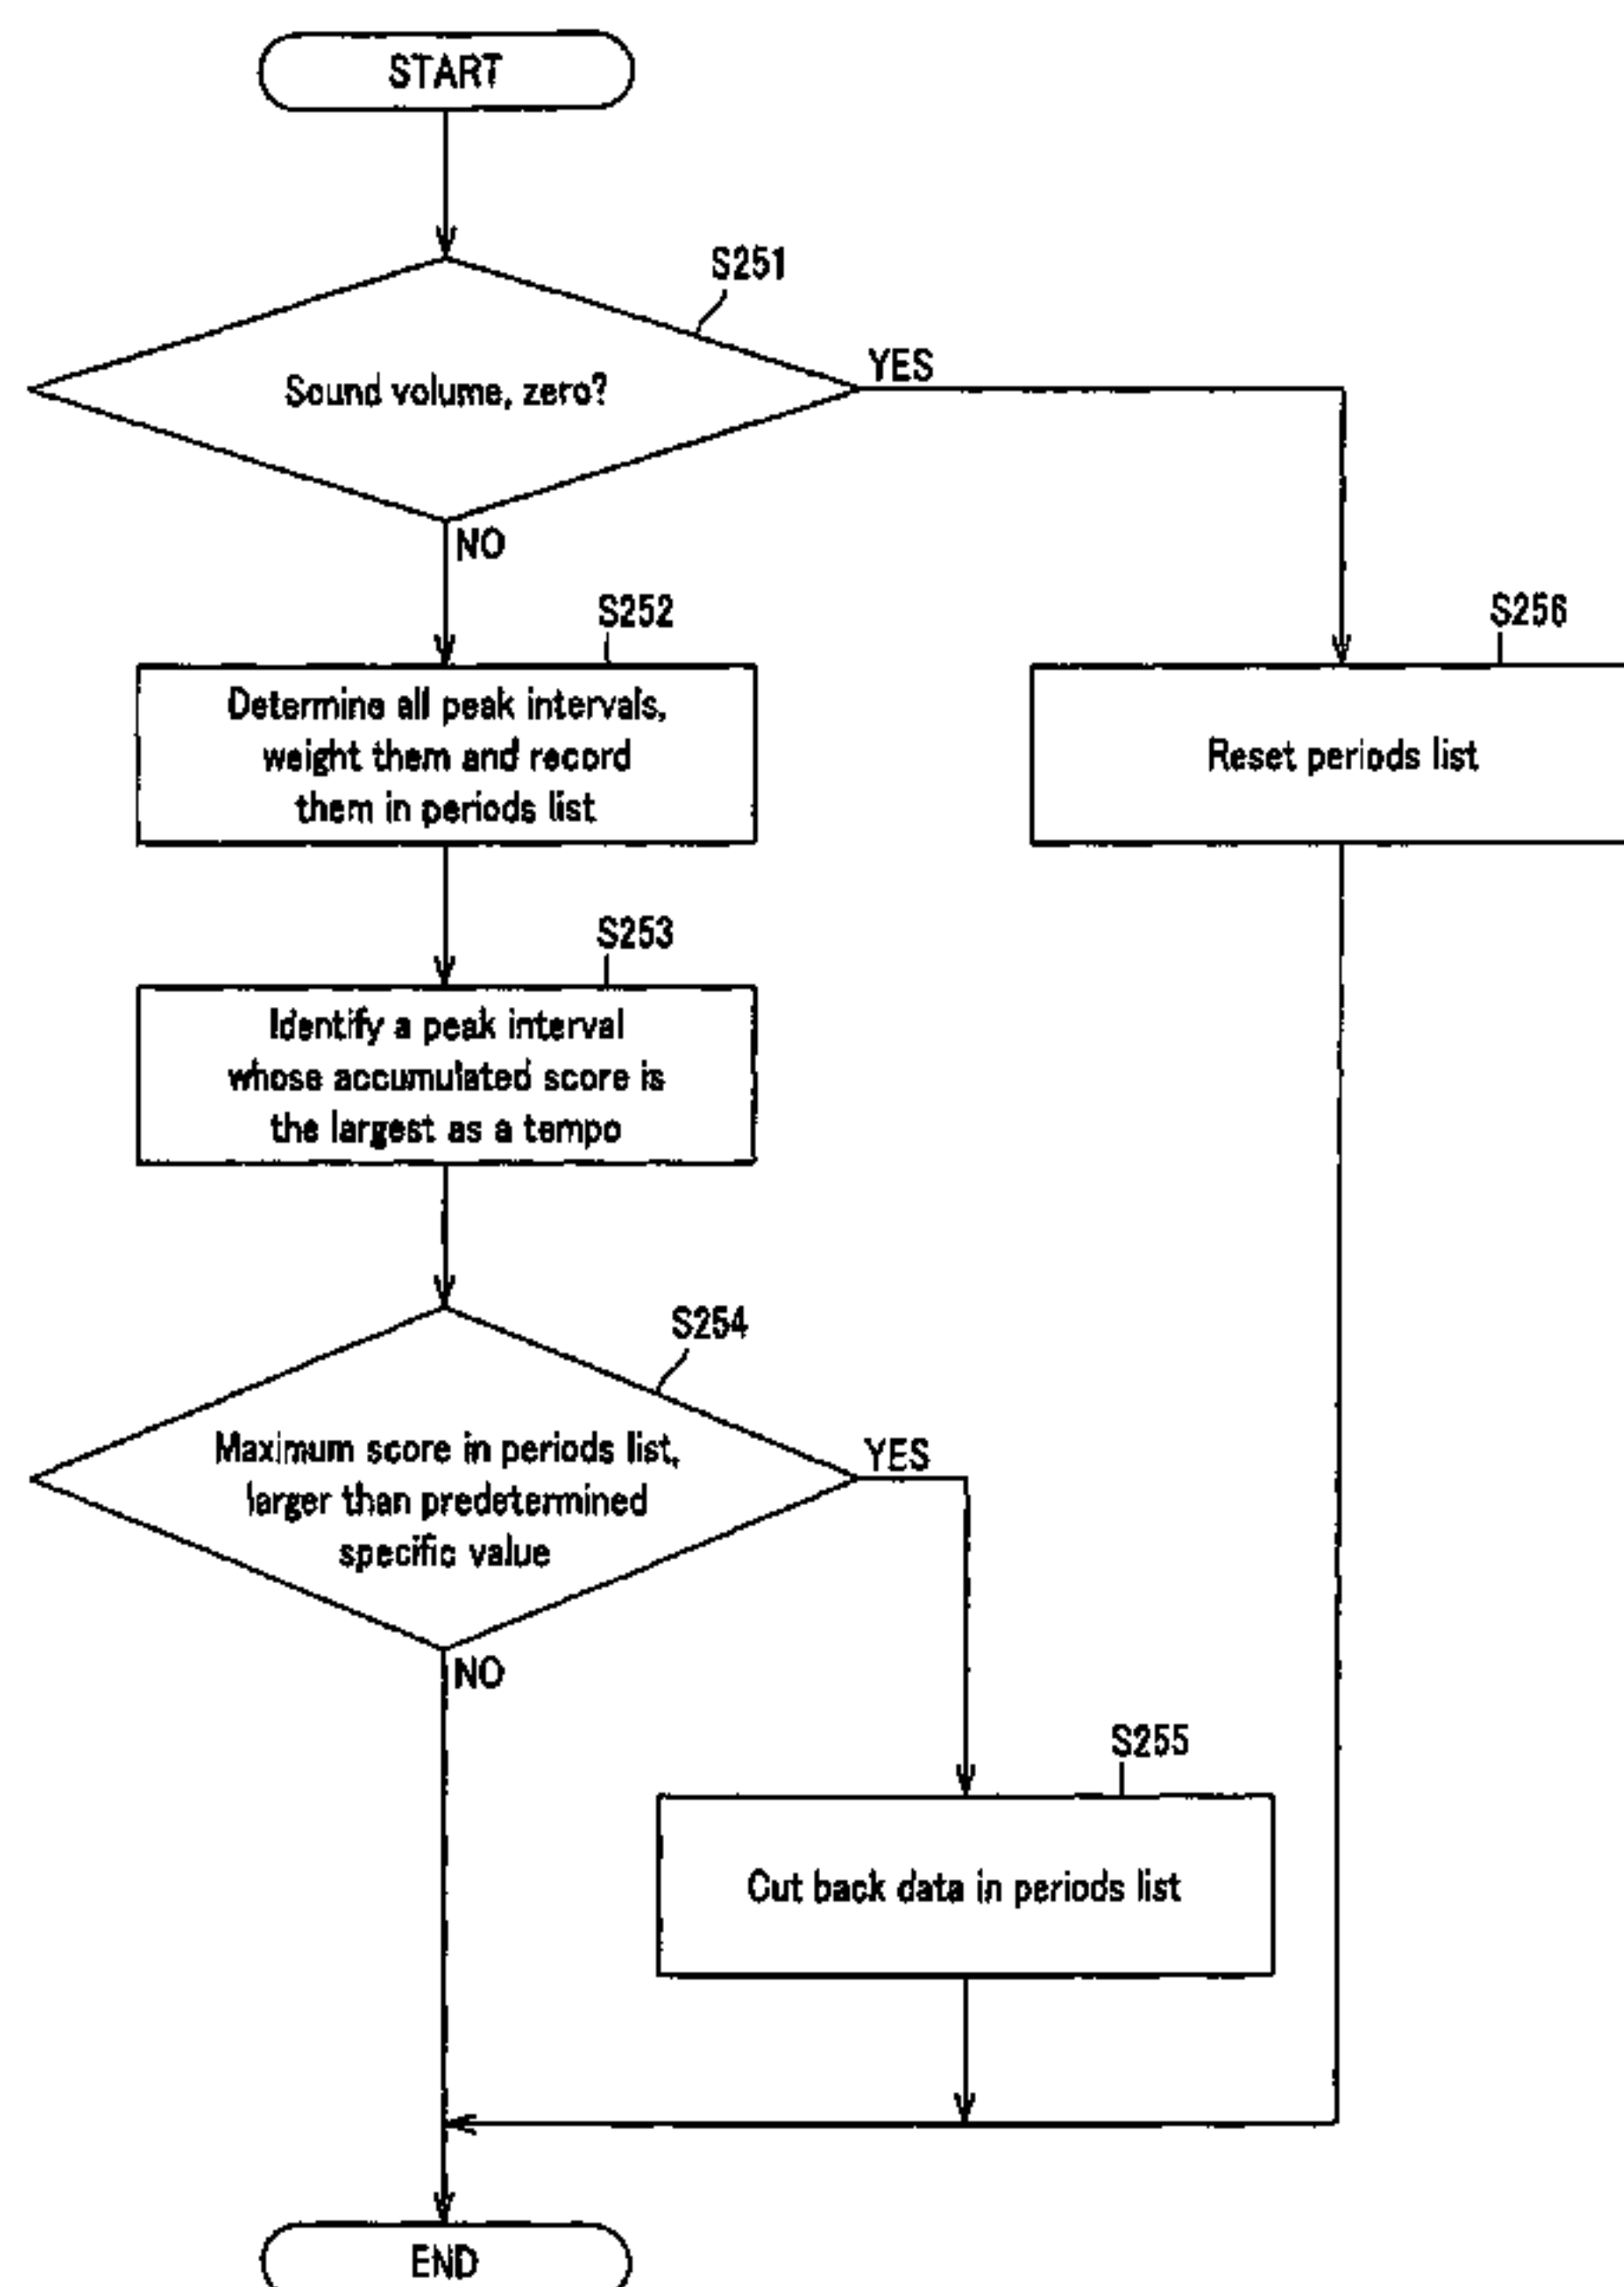 START
S251
Sound volume, zero?
YES
NO
S252
Determine all peak intervals,
weight them and record
them in periods list
S256
Reset periods list
S253
Identify a peak interval
whose accumulated score is
the largest as a tempo
S254
Maximum score in periods list,
larger than predetermined
specific value
YES
NO
S255
Cut back data in periods list
END